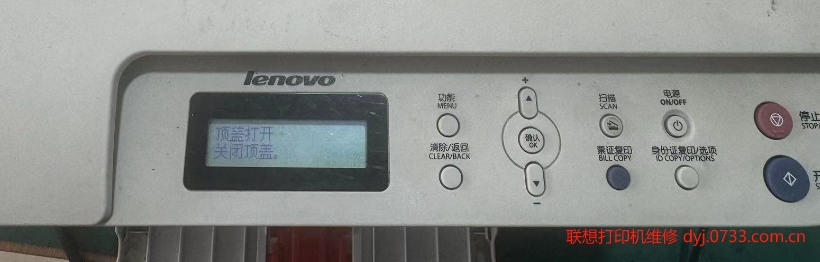 lenovo
顶盖打开
关闭顶盖。
功能
MENU
清除/返回
CLEAR/BACK
+
确认
OK
-
扫描
SCAN
电源
ON/OFF
票证复印
BILL COPY
身份证复印/选项
ID COPY/OPTIONS
停止
STOP/
开
联想打印机维修 dyj.0733.com.cn